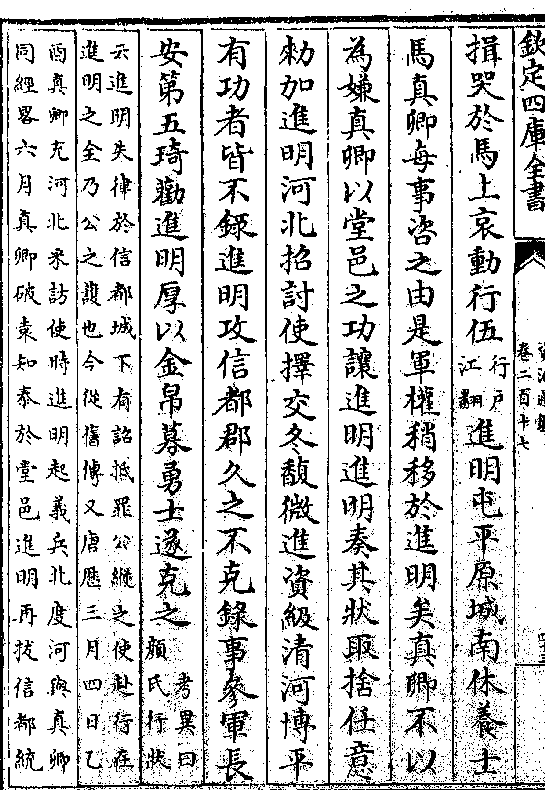 欽定四庫全書
資治通鑑
卷二百十七
揖哭於馬上哀動行伍行戶江翻進明屯平原城南休養士
馬真卿每事咨之由是軍權稍移於進明矣真卿不以
為嫌真卿以堂邑之功讓進明進明奏其狀取捨任意
勑加進明河北招討使擇交冬馥微進資級清河博平
有功者皆不錄進明攻信都郡久之不克錄事參軍長
安第五琦勸進明厚以金帛募勇士遂克之考異曰顔氏行狀
云進明失律於信都城下有詔抵罪公縱之使赴行在
進明之全乃公之護也今從舊傳又唐厯三月四日乙
酉真卿充河北采訪使時進明起義兵北度河與真卿
同經畧六月真卿破袁知泰於堂邑進明再拔信都統